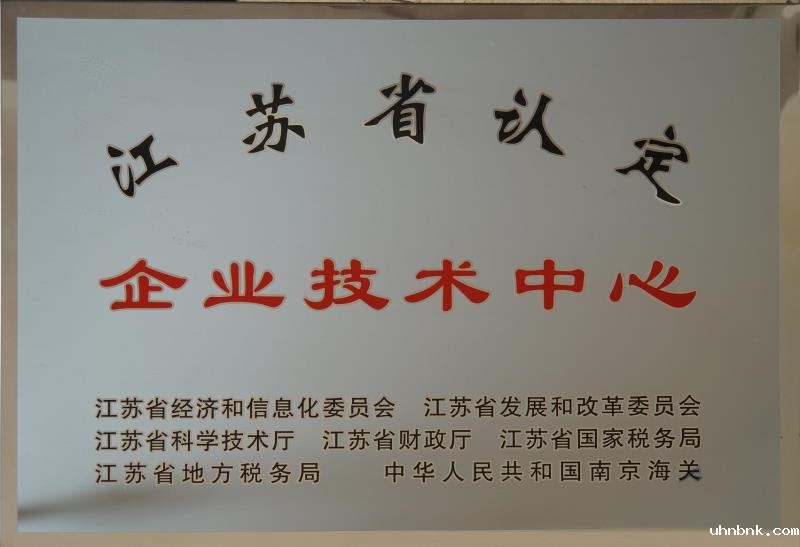 江苏省认定
企业技术中心
江苏省经济和信息化委员会 江苏省发展和改革委员会
江苏省科学技术厅 江苏省财政厅 江苏省国家税务局
江苏省地方税务局 中华人民共和国南京海关
uhnbnk.com